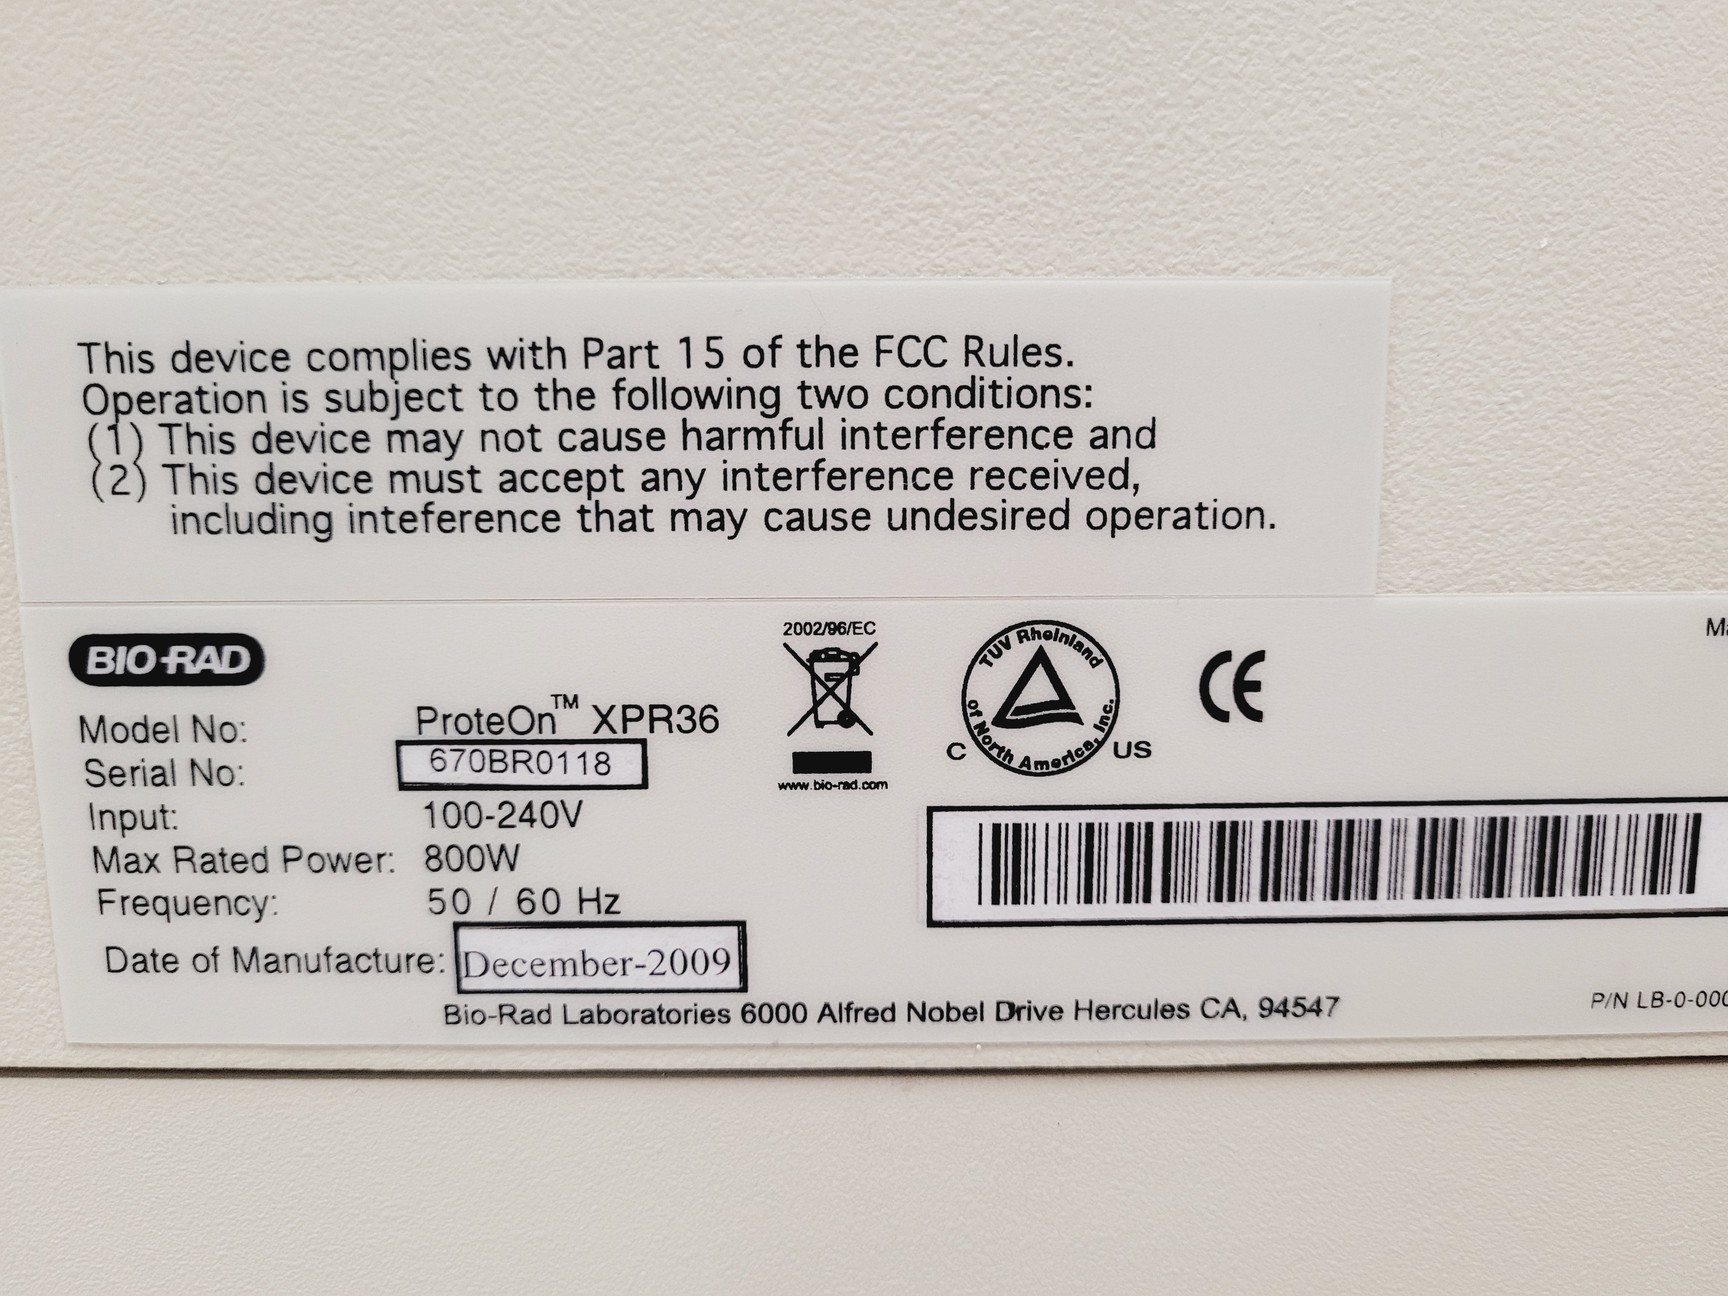 This device complies with Part 15 of the FCC Rules.
Operation is subject to the following two conditions:
(1) This device may not cause harmful interference and
(2) This device must accept any interference received,
including inteference that may cause undesired operation.
BIO-RAD
Model No: ProteOn™ XPR36
Serial No: 670BR0118
Input: 100-240V
Max Rated Power: 800W
Frequency: 50 / 60 Hz
Date of Manufacture: December-2009
Bio-Rad Laboratories 6000 Alfred Nobel Drive Hercules CA, 94547
2002/96/EC
www.bio-rad.com
TUV Rheinland
of North America, Inc.
C US
CE
P/N LB-0-000